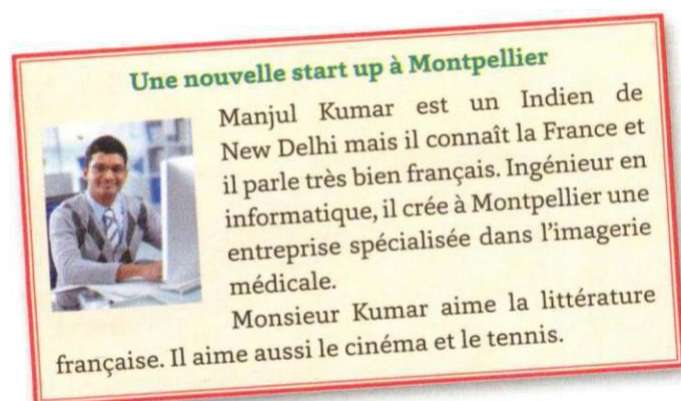 Une nouvelle start up à Montpellier
Manjul Kumar est un Indien de
New Delhi mais il connaît la France et
il parle très bien français. Ingénieur en
informatique, il crée à Montpellier une
entreprise spécialisée dans l'imagerie
médicale.
Monsieur Kumar aime la littérature
française. Il aime aussi le cinéma et le tennis.